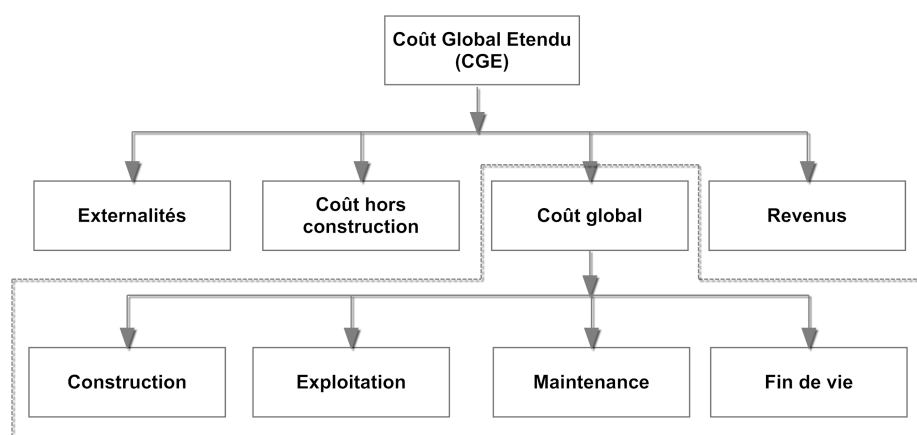 Coût Global Etendu
(CGE)
Externalités
Coût hors
construction
Coût global
Revenus
Construction
Exploitation
Maintenance
Fin de vie